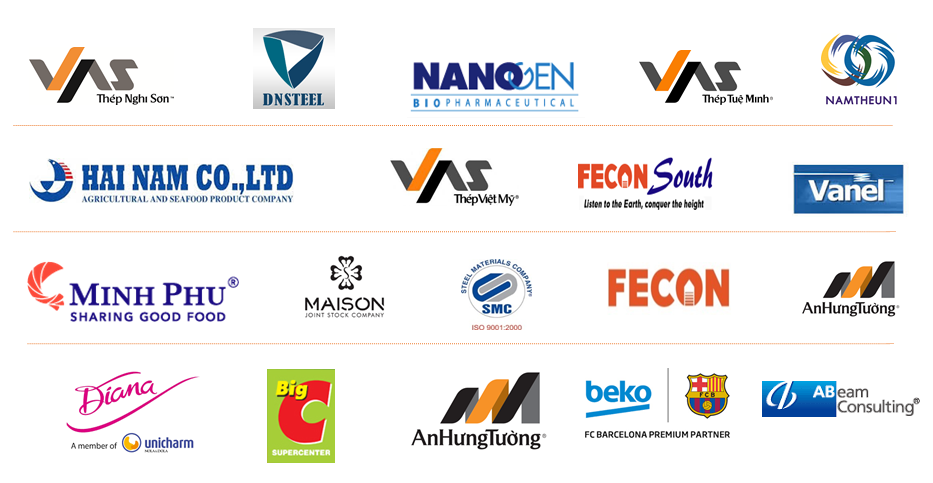 VAS
Thép Nghi Sơn™
DNSTEEL
NANOGEN
BIOPHARMACEUTICAL
VAS
Thép Tuệ Minh®
NAMTHEUN1
HAI NAM CO.,LTD
AGRICULTURAL AND SEAFOOD PRODUCT COMPANY
VAS
Thép Việt Mỹ®
FECON South
Listen to the Earth, conquer the height
Vanel
MINH PHU®
SHARING GOOD FOOD
MAISON
JOINT STOCK COMPANY
STEEL MATERIALS COMPANY®
SMC
ISO 9001:2000
FECON
AnHưngTường®
Diana
A member of unicharm
Big
C
SUPERCENTER
AnHưngTường®
beko
FCB
FC BARCELONA PREMIUM PARTNER
ABeam
Consulting®